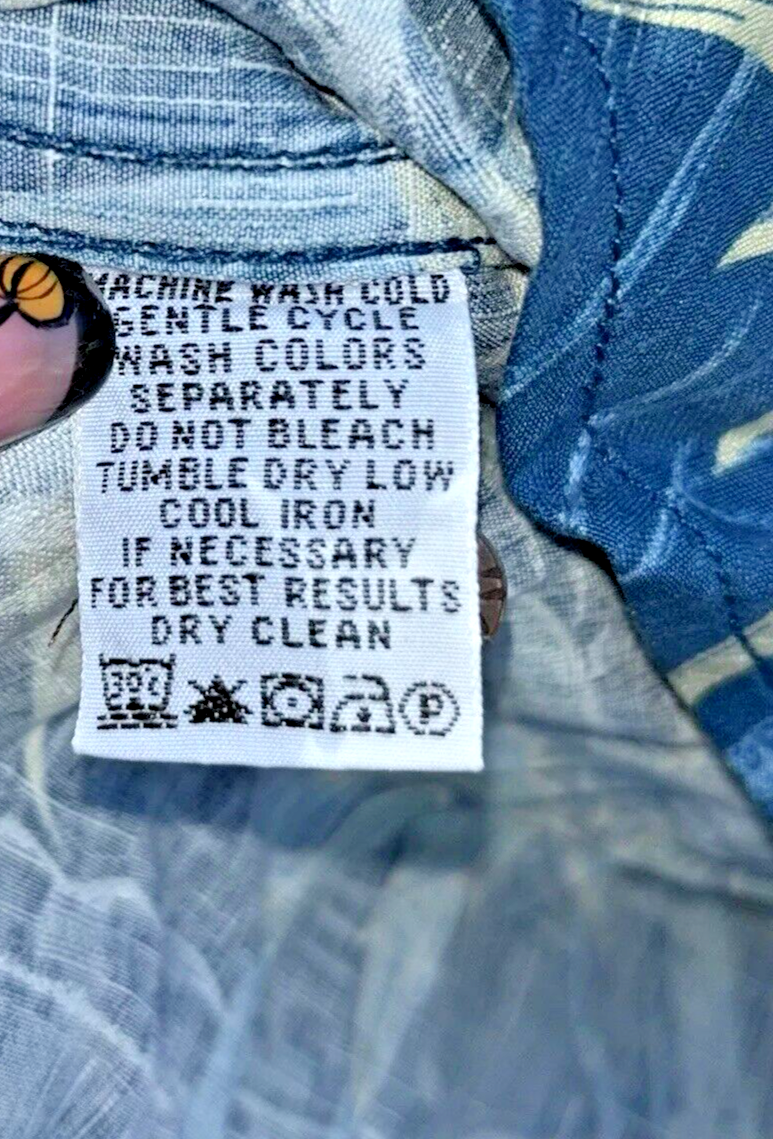 MACHINE WASH COLD
GENTLE CYCLE
WASH COLORS
SEPARATELY
DO NOT BLEACH
TUMBLE DRY LOW
COOL IRON
IF NECESSARY
FOR BEST RESULTS
DRY CLEAN
30°C P